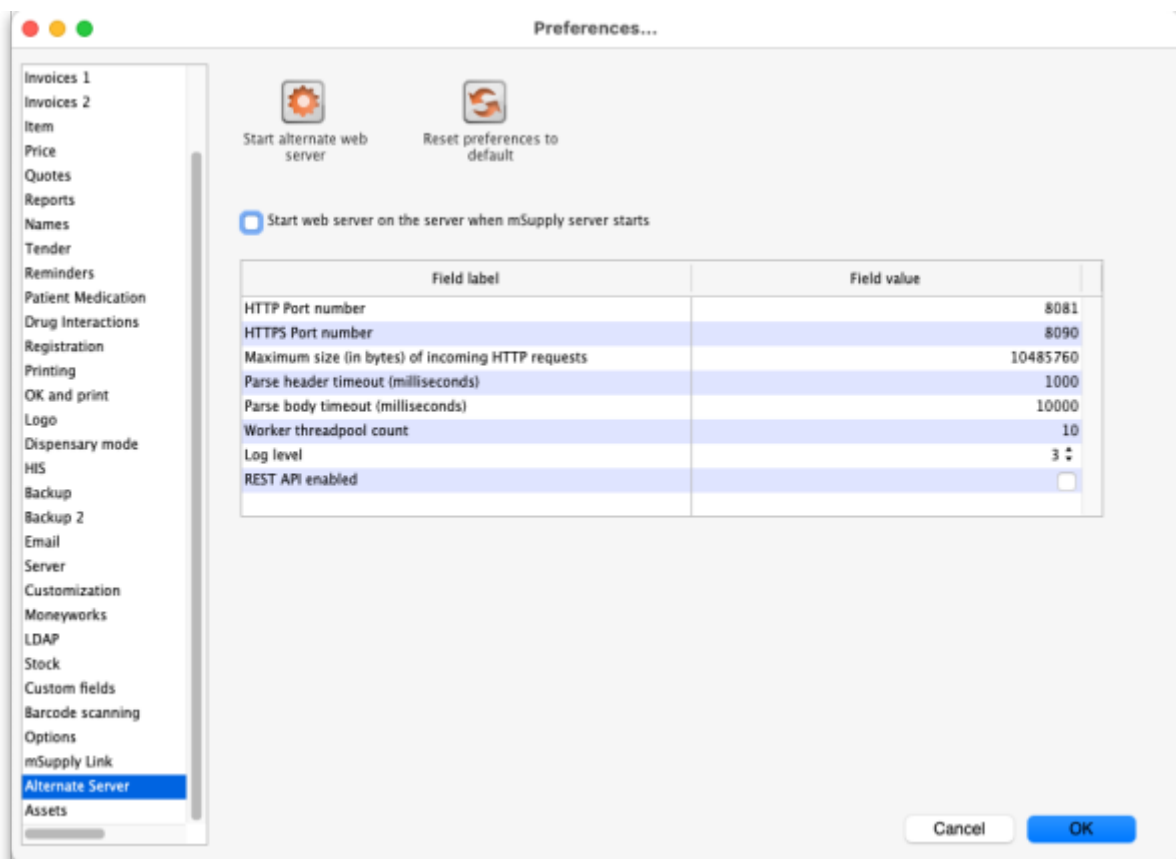 Preferences...
Invoices 1
Invoices 2
Item
Price
Quotes
Reports
Names
Tender
Reminders
Patient Medication
Drug Interactions
Registration
Printing
OK and print
Logo
Dispensary mode
HIS
Backup
Backup 2
Email
Server
Customization
Moneyworks
LDAP
Stock
Custom fields
Barcode scanning
Options
mSupply Link
Alternate Server
Assets
Start alternate web
server
Reset preferences to
default
Start web server on the server when mSupply server starts
Field label Field value
HTTP Port number 8081
HTTPS Port number 8090
Maximum size (in bytes) of incoming HTTP requests 10485760
Parse header timeout (milliseconds) 1000
Parse body timeout (milliseconds) 10000
Worker threadpool count 10
Log level 3
REST API enabled
Cancel OK